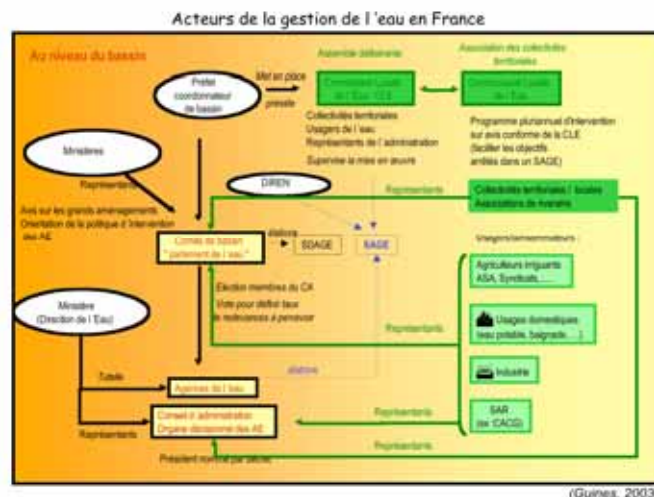 Acteurs de la gestion de l 'eau en France
Au niveau du bassin
Préfet
coordonnateur
de bassin
Met en place
préside
Assemblée délibérante
Commission Locale
de l'Eau : CLE
Association des collectivités
territoriales
Communauté Locale
de l'Eau
Collectivités territoriales
Usagers de l 'eau
Représentants de l 'administration
Supervise la mise en œuvre
Programme pluriannuel d'intervention
sur avis conforme de la CLE
(faciliter les objectifs
arrêtés dans un SAGE)
Ministères
Représentants
DIREN
Représentants
Collectivités territoriales / locales
Associations de
Avis sur les grands aménagements
Orientation de la politique d 'intervention
des AE
Comité de bassin
" parlement de l'eau "
élabore
SDAGE
SAGE
Usagers/consommateurs :
Agriculteurs irrigants
ASA, Syndicats,....
Election membres du CA
Vote pour définir taux
de redevances à percevoir
Ministère
(Direction de l 'Eau)
Représentants
Usages domestiques
(eau potable, baignade, ...)
Tutelle
Agences de l'eau
élabore
Industrie
Conseil d 'administration
Organe décisionnel des AE
Représentants
Représentants
SAR
(ex :CACG)
Représentants
Président nommé par décret
(Guines, 2003